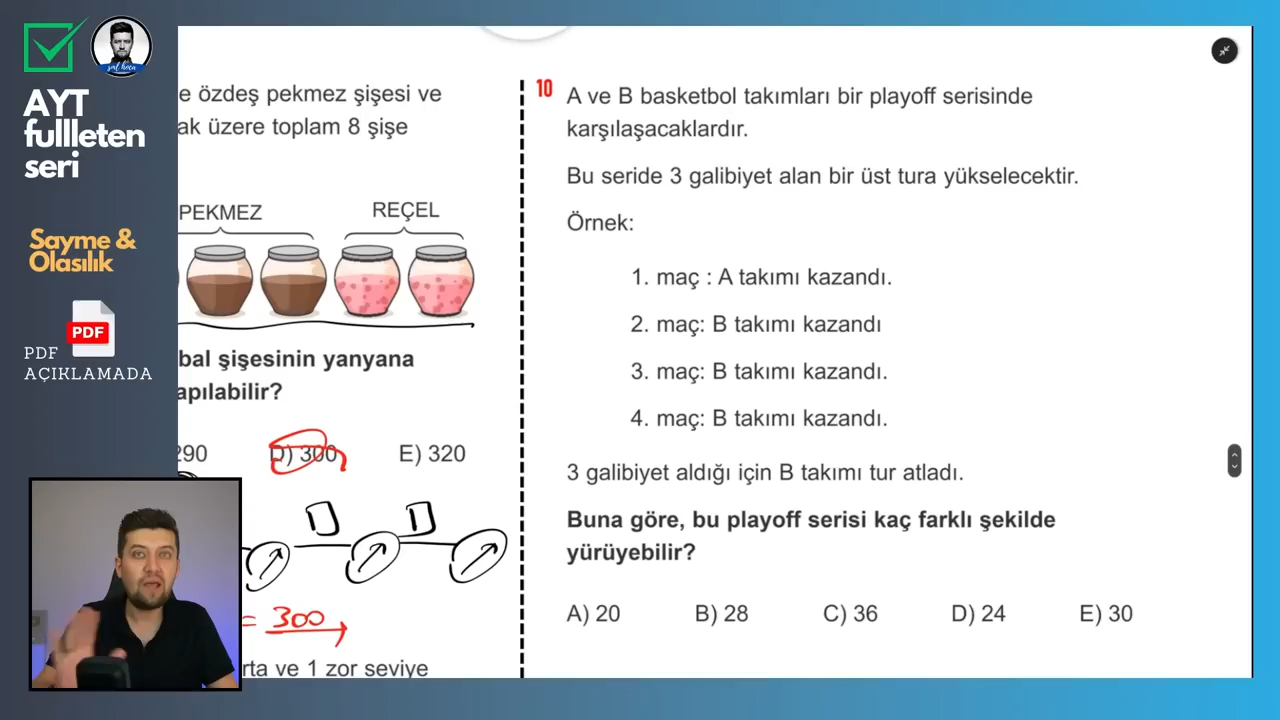 AYT
fullleten
seri
Sayme &
Olasılık
PDF
PDF
AÇIKLAMADA
e özdeş pekmez şişesi ve
ak üzere toplam 8 şişe
PEKMEZ
REÇEL
bal şişesinin yanyana
apılabilir?
290 D) 300 E) 320
= 300
rta ve 1 zor seviye
10 A ve B basketbol takımları bir playoff serisinde
karşılaşacaklardır.
Bu seride 3 galibiyet alan bir üst tura yükselecektir.
Örnek:
1. maç : A takımı kazandı.
2. maç: B takımı kazandı
3. maç: B takımı kazandı.
4. maç: B takımı kazandı.
3 galibiyet aldığı için B takımı tur atladı.
Buna göre, bu playoff serisi kaç farklı şekilde
yürüyebilir?
A) 20 B) 28 C) 36 D) 24 E) 30